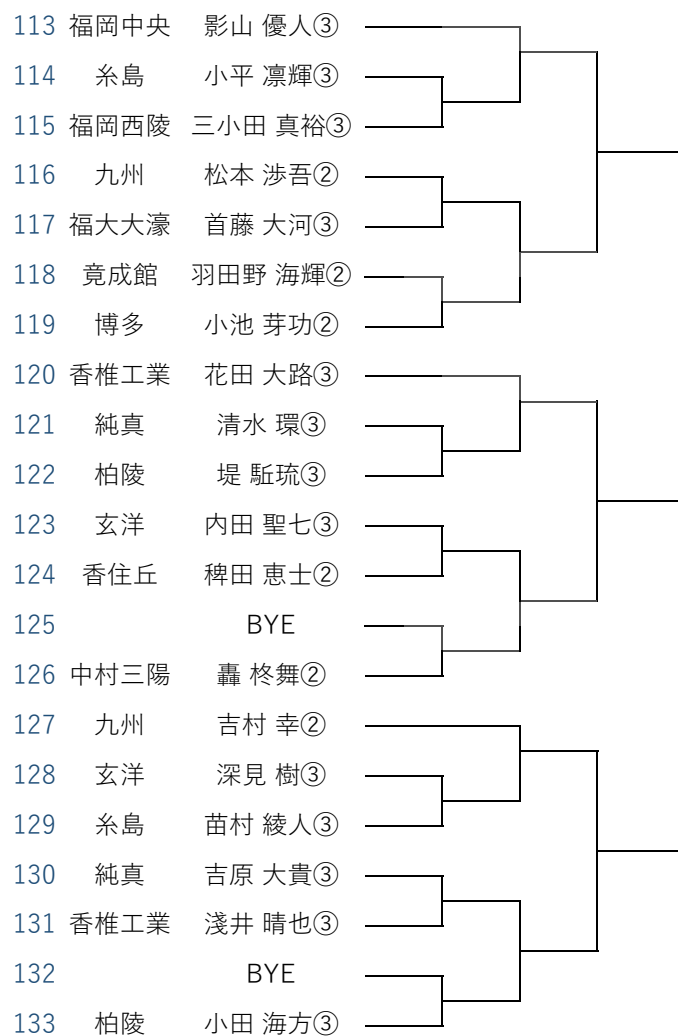 113 福岡中央 影山 優人③
114 糸島 小平 凛輝③
115 福岡西陵 三小田 真裕③
116 九州 松本 渉吾②
117 福大大濠 首藤 大河③
118 竟成館 羽田野 海輝②
119 博多 小池 芽功②
120 香椎工業 花田 大路③
121 純真 清水 環③
122 柏陵 堤 駈琉③
123 玄洋 内田 聖七③
124 香住丘 稗田 恵士②
125 BYE
126 中村三陽 轟 柊舞②
127 九州 吉村 幸②
128 玄洋 深見 樹③
129 糸島 苗村 綾人③
130 純真 吉原 大貴③
131 香椎工業 淺井 晴也③
132 BYE
133 柏陵 小田 海方③